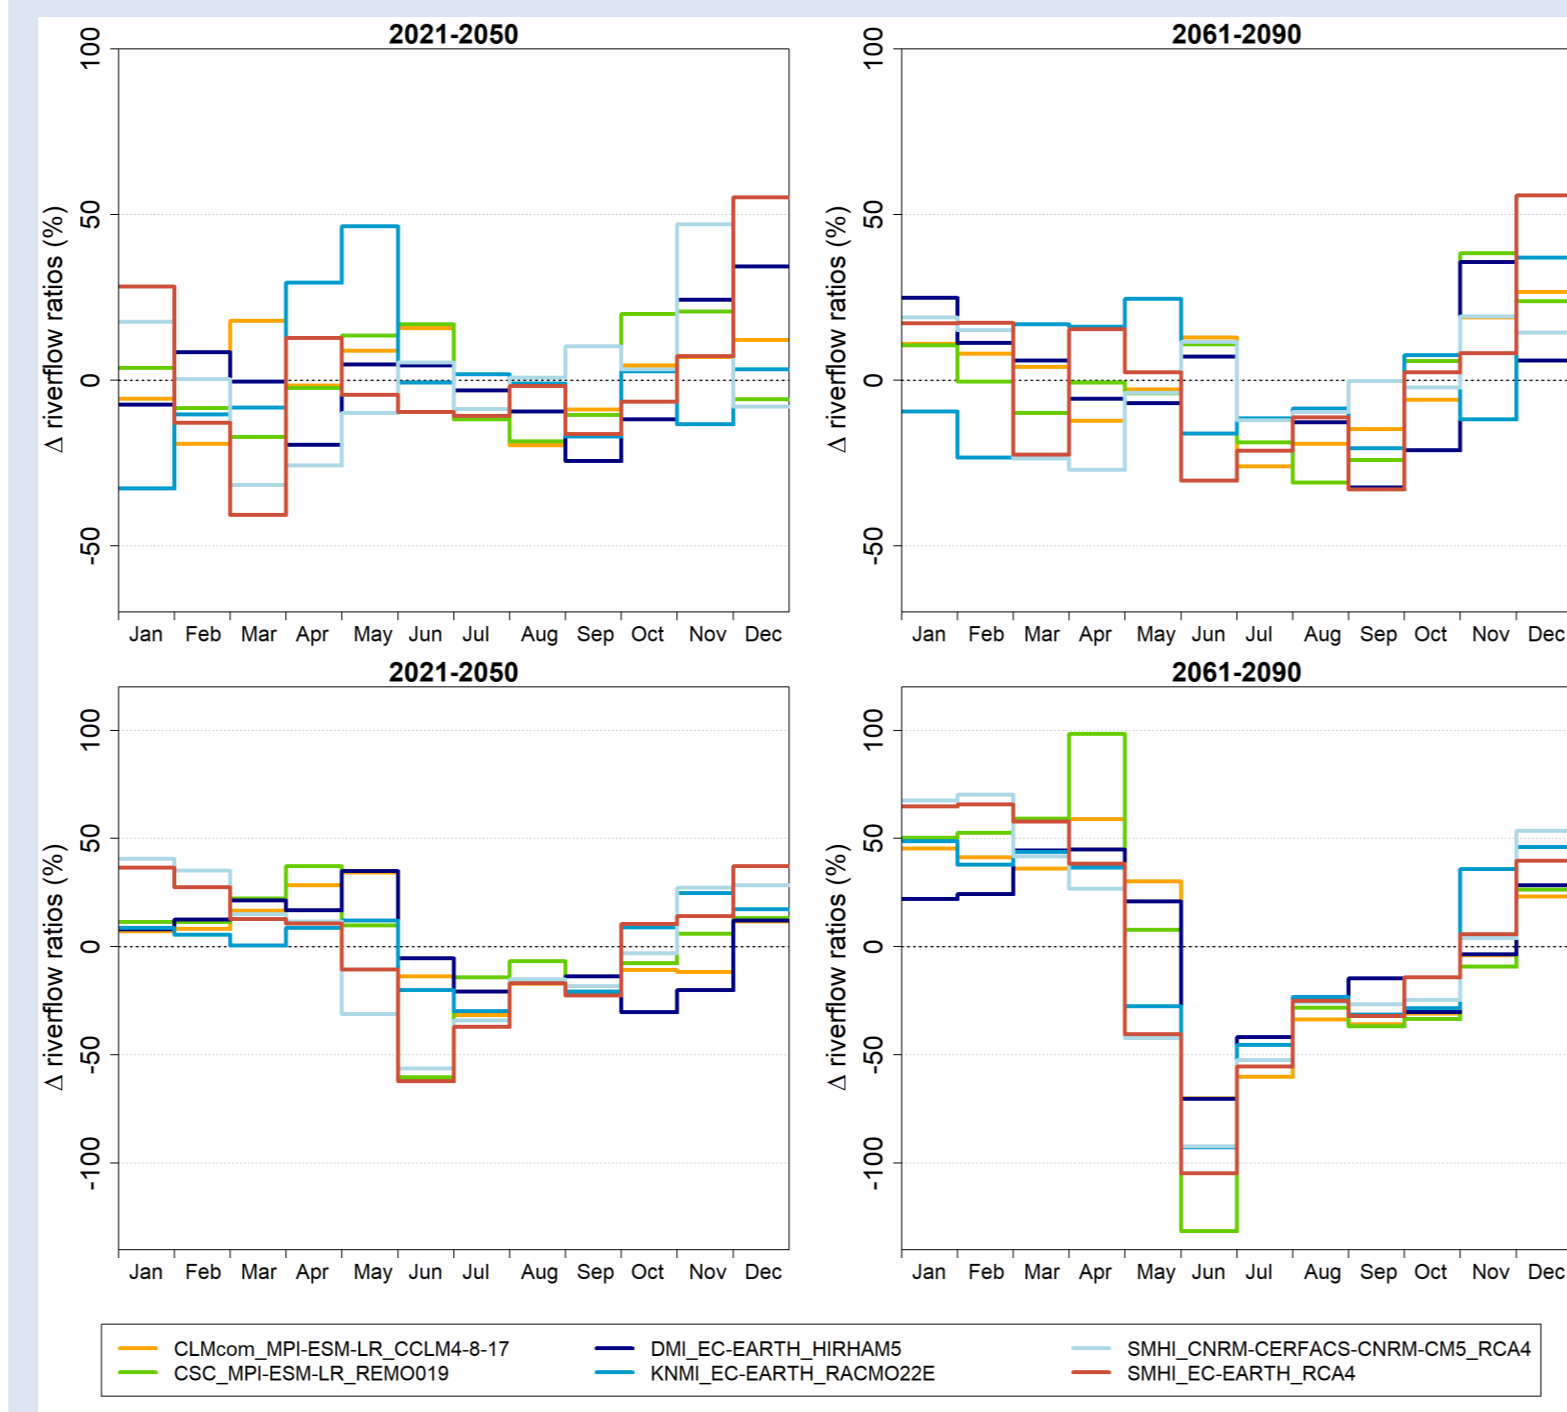 2021-2050
2061-2090
Δ riverflow ratios (%)
100
50
0
-50
Jan Feb Mar Apr May Jun Jul Aug Sep Oct Nov Dec
Δ riverflow ratios (%)
100
50
0
-50
Jan Feb Mar Apr May Jun Jul Aug Sep Oct Nov Dec
2021-2050
2061-2090
Δ riverflow ratios (%)
100
50
0
-50
-100
Jan Feb Mar Apr May Jun Jul Aug Sep Oct Nov Dec
Δ riverflow ratios (%)
100
50
0
-50
-100
Jan Feb Mar Apr May Jun Jul Aug Sep Oct Nov Dec
CLMcom_MPI-ESM-LR_CCLM4-8-17
CSC_MPI-ESM-LR_REMO019
DMI_EC-EARTH_HIRHAM5
KNMI_EC-EARTH_RACMO22E
SMHI_CNRM-CERFACS-CNRM-CM5_RCA4
SMHI_EC-EARTH_RCA4